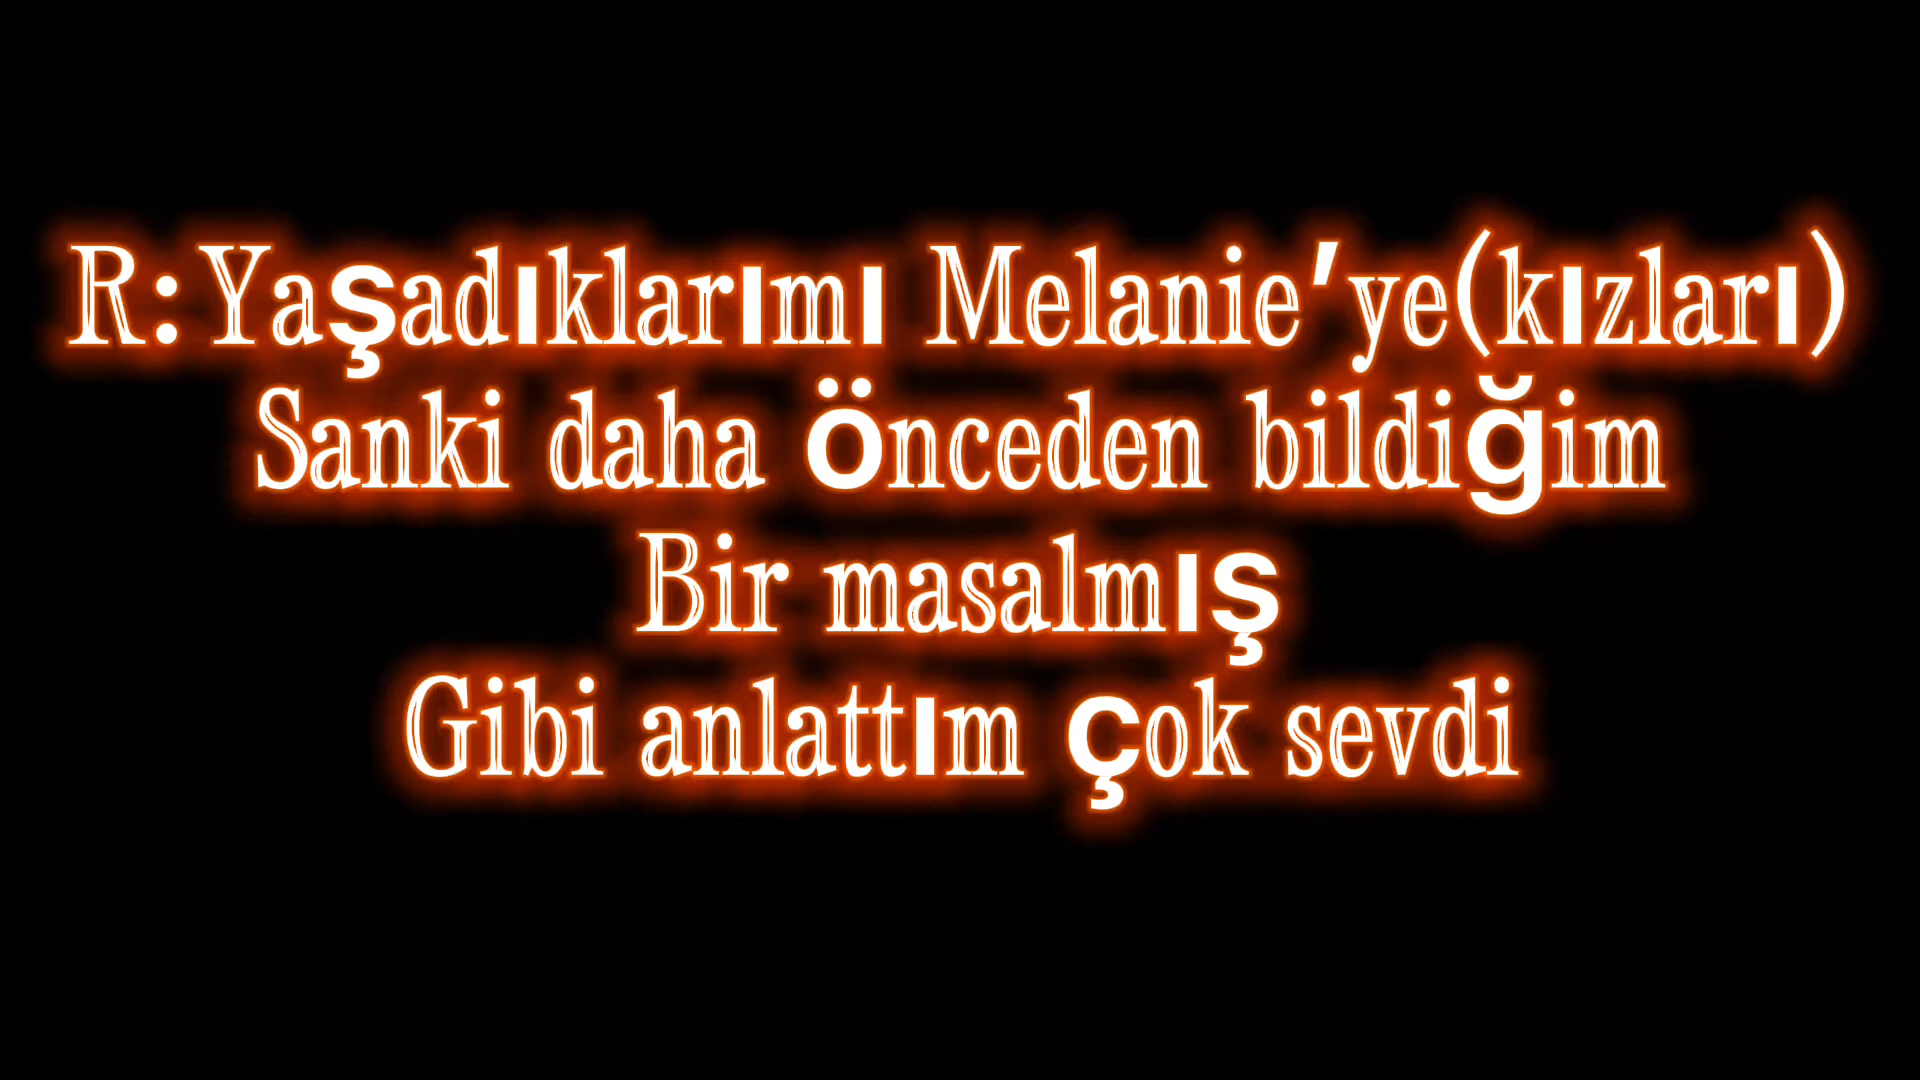 R:Yaşadıklarımı Melanie'ye(kızları)
Sanki daha önceden bildiğim
Bir masalmış
Gibi anlattım çok sevdi